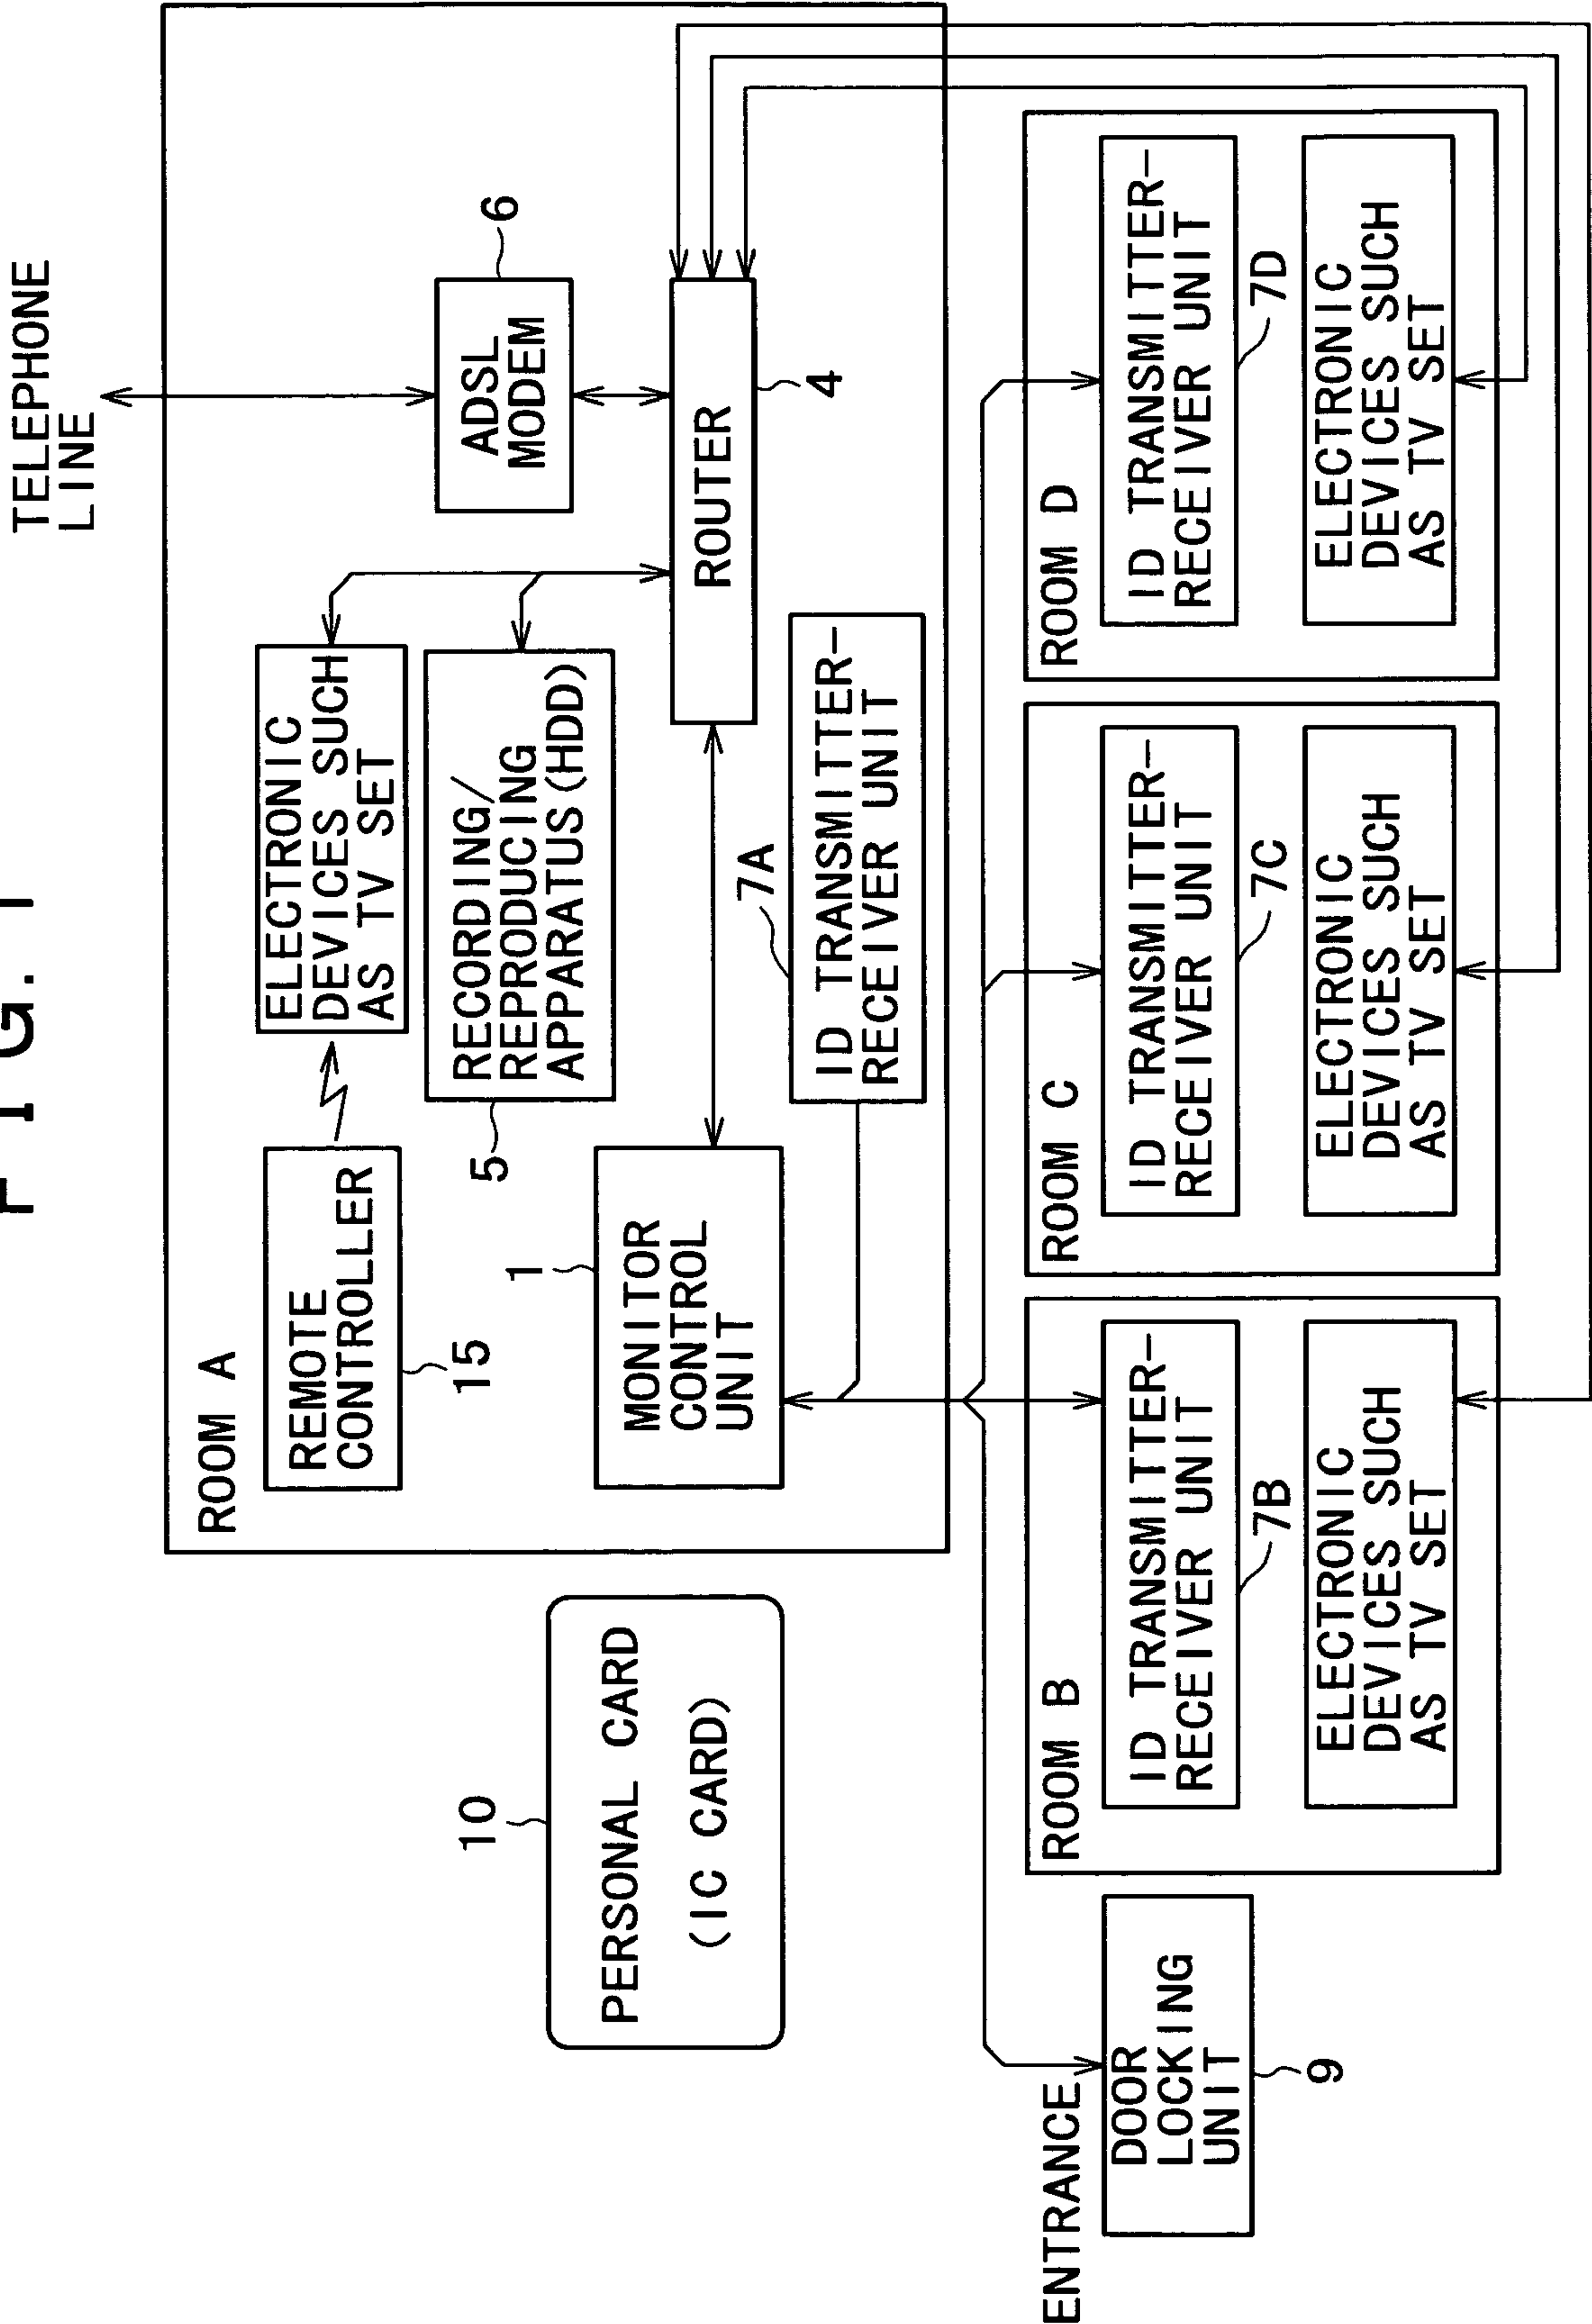 FIG. 1
TELEPHONE
LINE
ROOM A
REMOTE
CONTROLLER
15
ELECTRONIC
DEVICES SUCH
AS TV SET
RECORDING/
REPRODUCING
APPARATUS(HDD)
5
ADSL
MODEM
6
MONITOR
CONTROL
UNIT
1
ROUTER
4
7A
ID TRANSMITTER-
RECEIVER UNIT
10
PERSONAL CARD
(IC CARD)
ENTRANCE
DOOR
LOCKING
UNIT
9
ROOM B
ID TRANSMITTER-
RECEIVER UNIT
7B
ELECTRONIC
DEVICES SUCH
AS TV SET
ROOM C
ID TRANSMITTER-
RECEIVER UNIT
7C
ELECTRONIC
DEVICES SUCH
AS TV SET
ROOM D
ID TRANSMITTER-
RECEIVER UNIT
7D
ELECTRONIC
DEVICES SUCH
AS TV SET